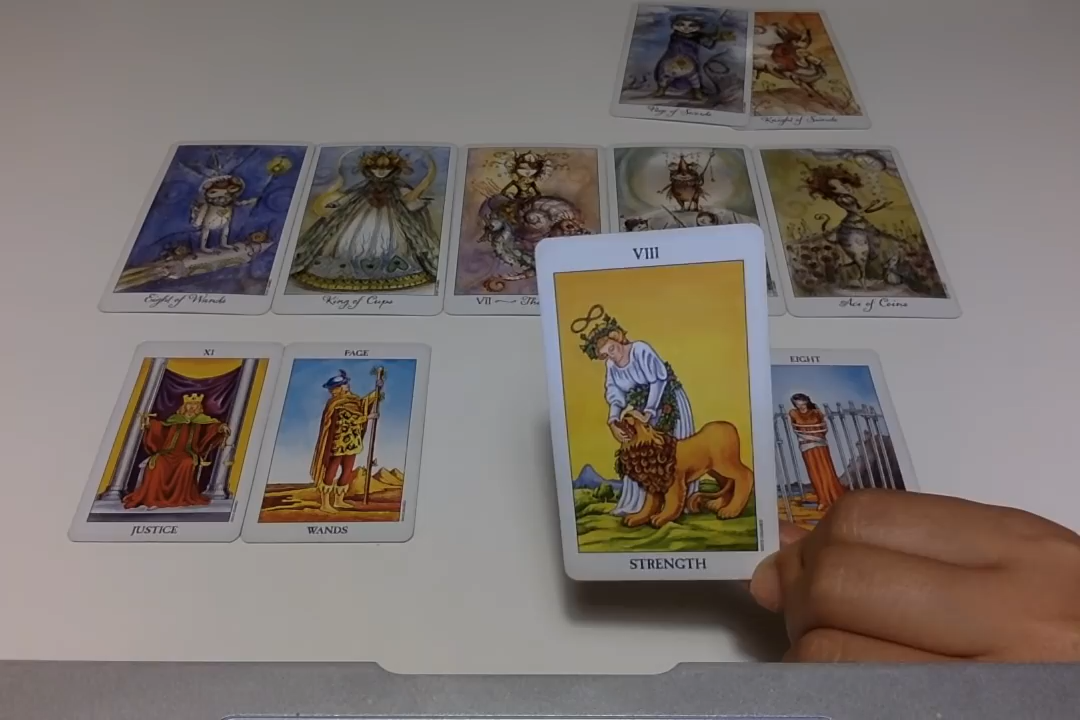 Page of Swords
Knight of Swords
Eight of Wands
King of Cups
VII
Ace of Coins
VIII
STRENGTH
XI
JUSTICE
PAGE
WANDS
EIGHT